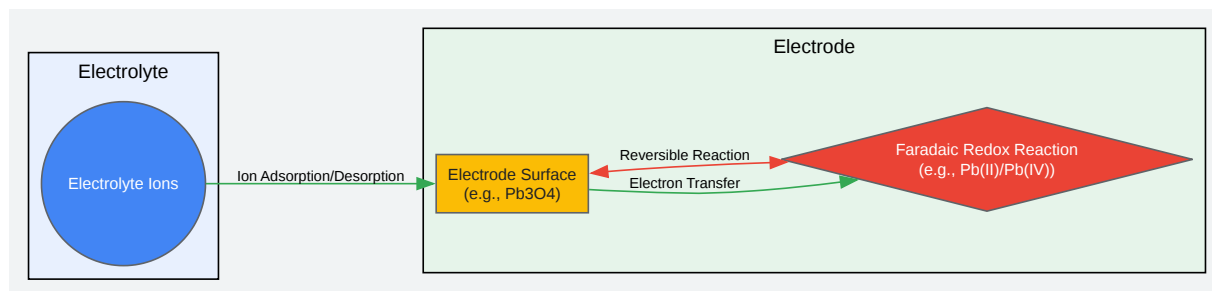 Electrode
Electrolyte
Electrolyte Ions
Ion Adsorption/Desorption
Electrode Surface
(e.g., Pb3O4)
Reversible Reaction
Electron Transfer
Faradaic Redox Reaction
(e.g., Pb(II)/Pb(IV))